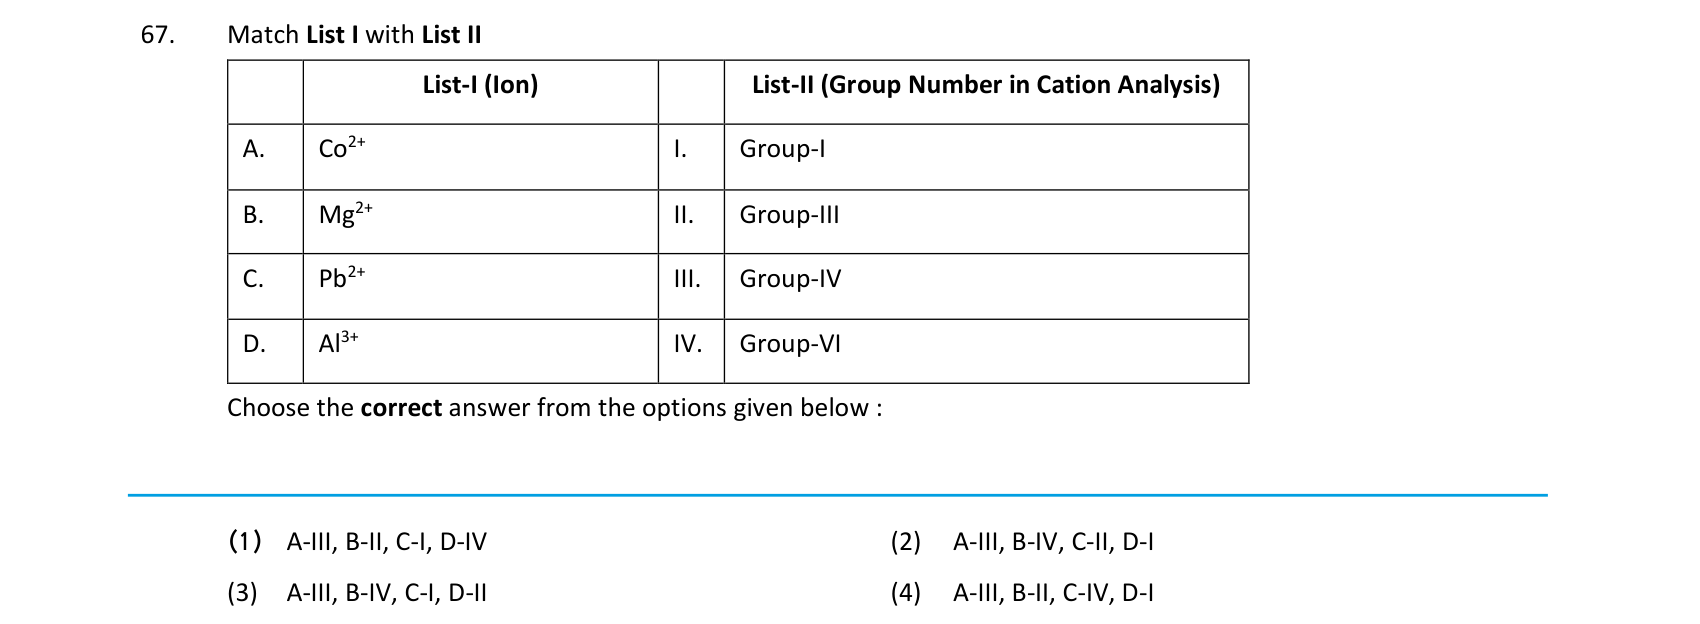 67. Match List I with List II
List-I (Ion) List-II (Group Number in Cation Analysis)
A. Co²⁺ I. Group-I
B. Mg²⁺ II. Group-III
C. Pb²⁺ III. Group-IV
D. Al³⁺ IV. Group-VI
Choose the correct answer from the options given below :
(1) A-III, B-II, C-I, D-IV (2) A-III, B-IV, C-II, D-I
(3) A-III, B-IV, C-I, D-II (4) A-III, B-II, C-IV, D-I